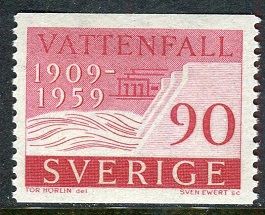 VATTENFALL
1909-
1959
90
SVERIGE
TOR HÖRLIN del. SVEN EWERT sc.